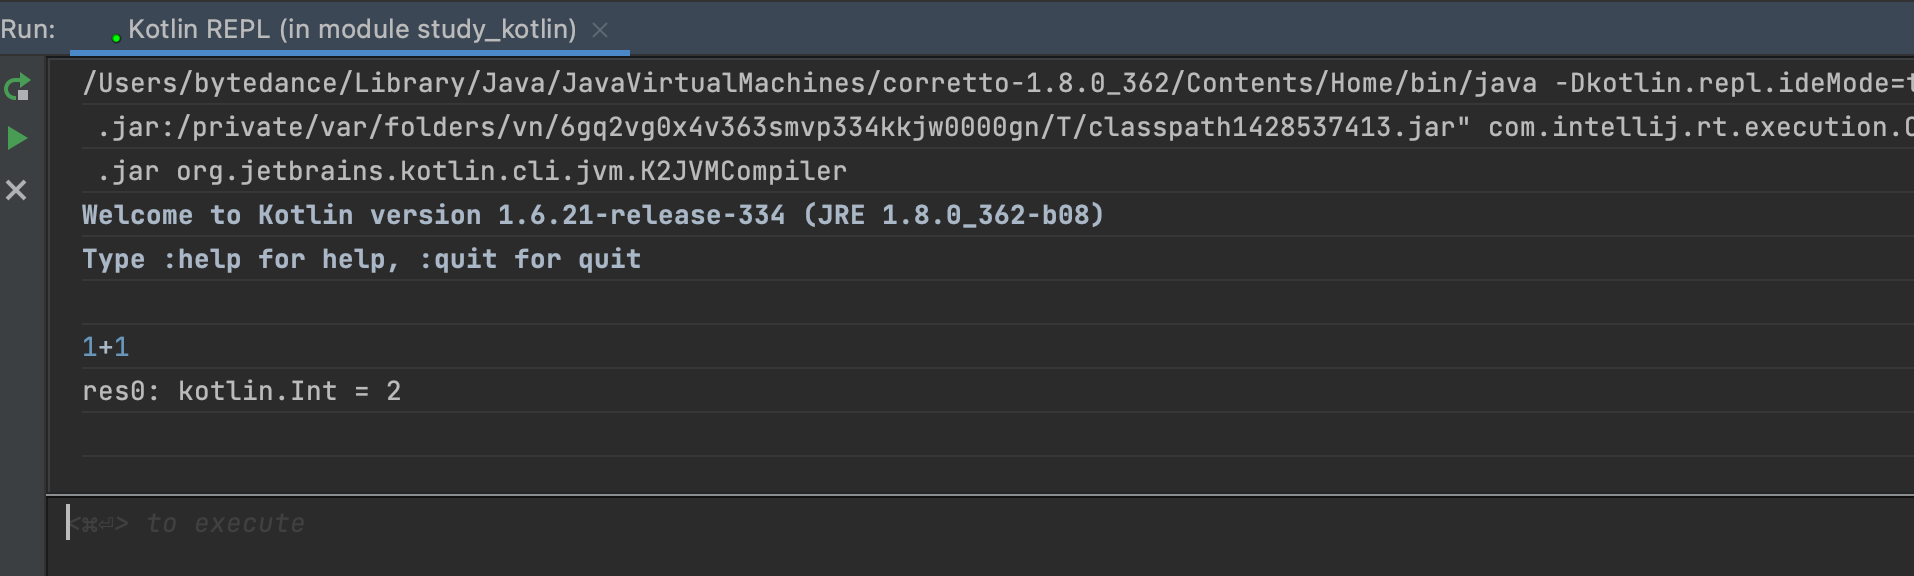 Run: Kotlin REPL (in module study_kotlin)
/Users/bytedance/Library/Java/JavaVirtualMachines/corretto-1.8.0_362/Contents/Home/bin/java -Dkotlin.repl.ideMode=t
.jar:/private/var/folders/vn/6gq2vg0x4v363smvp334kkjw0000gn/T/classpath1428537413.jar" com.intellij.rt.execution.C
.jar org.jetbrains.kotlin.cli.jvm.K2JVMCompiler
Welcome to Kotlin version 1.6.21-release-334 (JRE 1.8.0_362-b08)
Type :help for help, :quit for quit
1+1
res0: kotlin.Int = 2
<⌘⏎> to execute